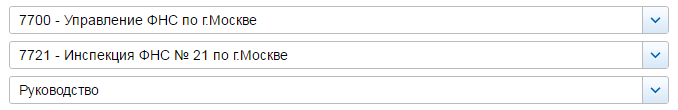 7700 - Управление ФНС по г.Москве
7721 - Инспекция ФНС № 21 по г.Москве
Руководство